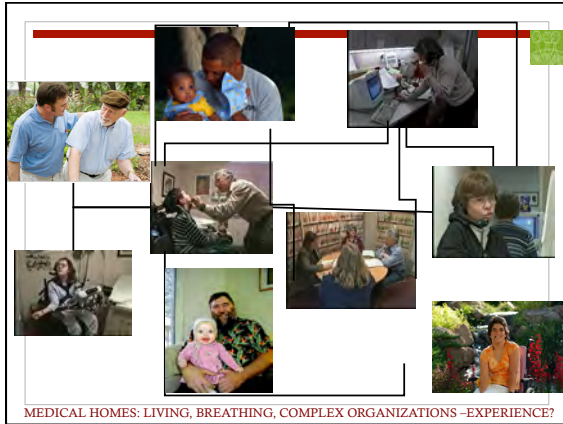 MEDICAL HOMES: LIVING, BREATHING, COMPLEX ORGANIZATIONS –EXPERIENCE?